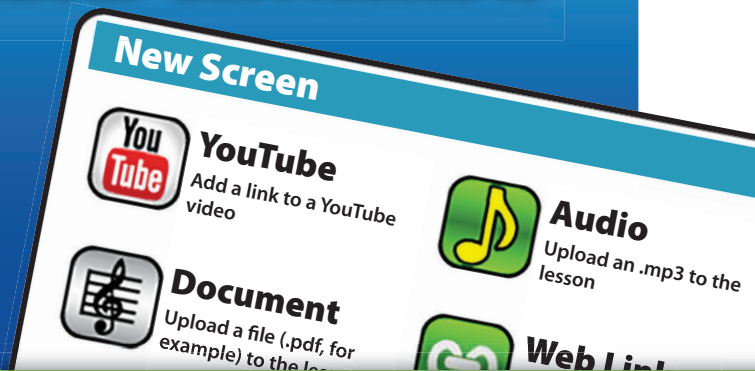 New Screen
You
Tube
YouTube
Add a link to a YouTube
video
Audio
Upload an .mp3 to the
lesson
Document
Upload a file (.pdf, for
example) to the
Web